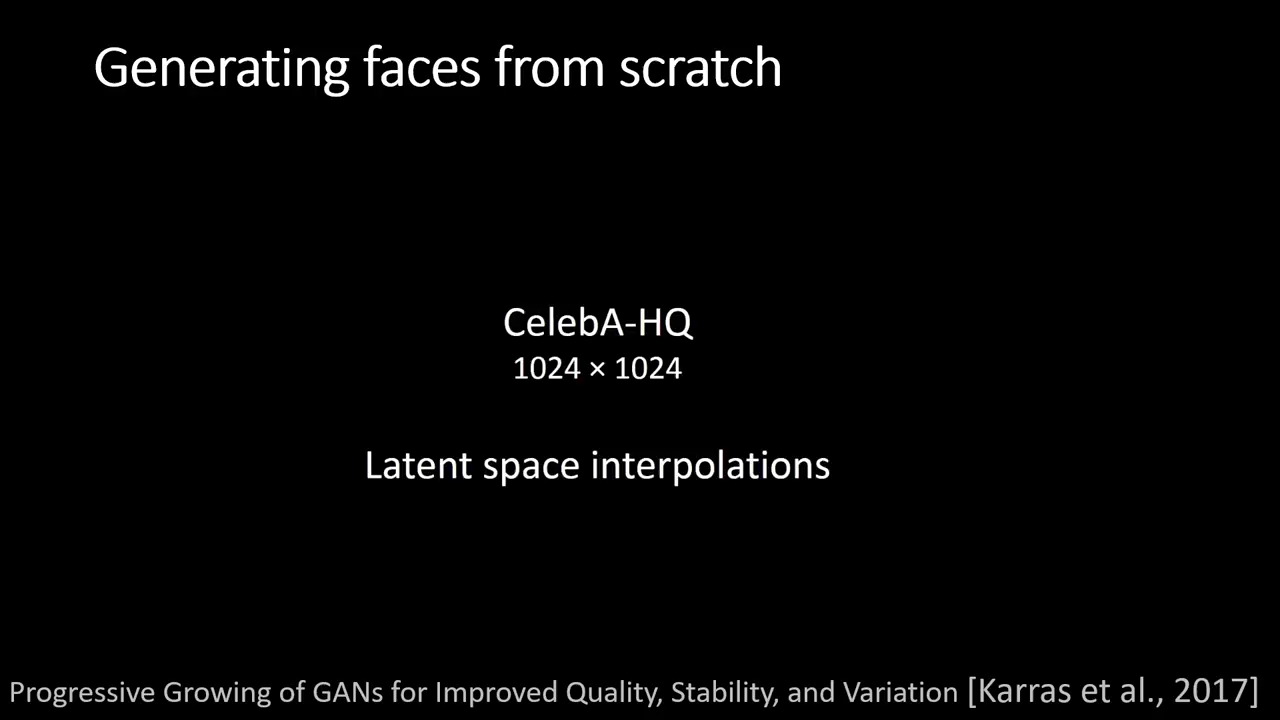 Generating faces from scratch
CelebA-HQ
1024 × 1024
Latent space interpolations
Progressive Growing of GANs for Improved Quality, Stability, and Variation [Karras et al., 2017]